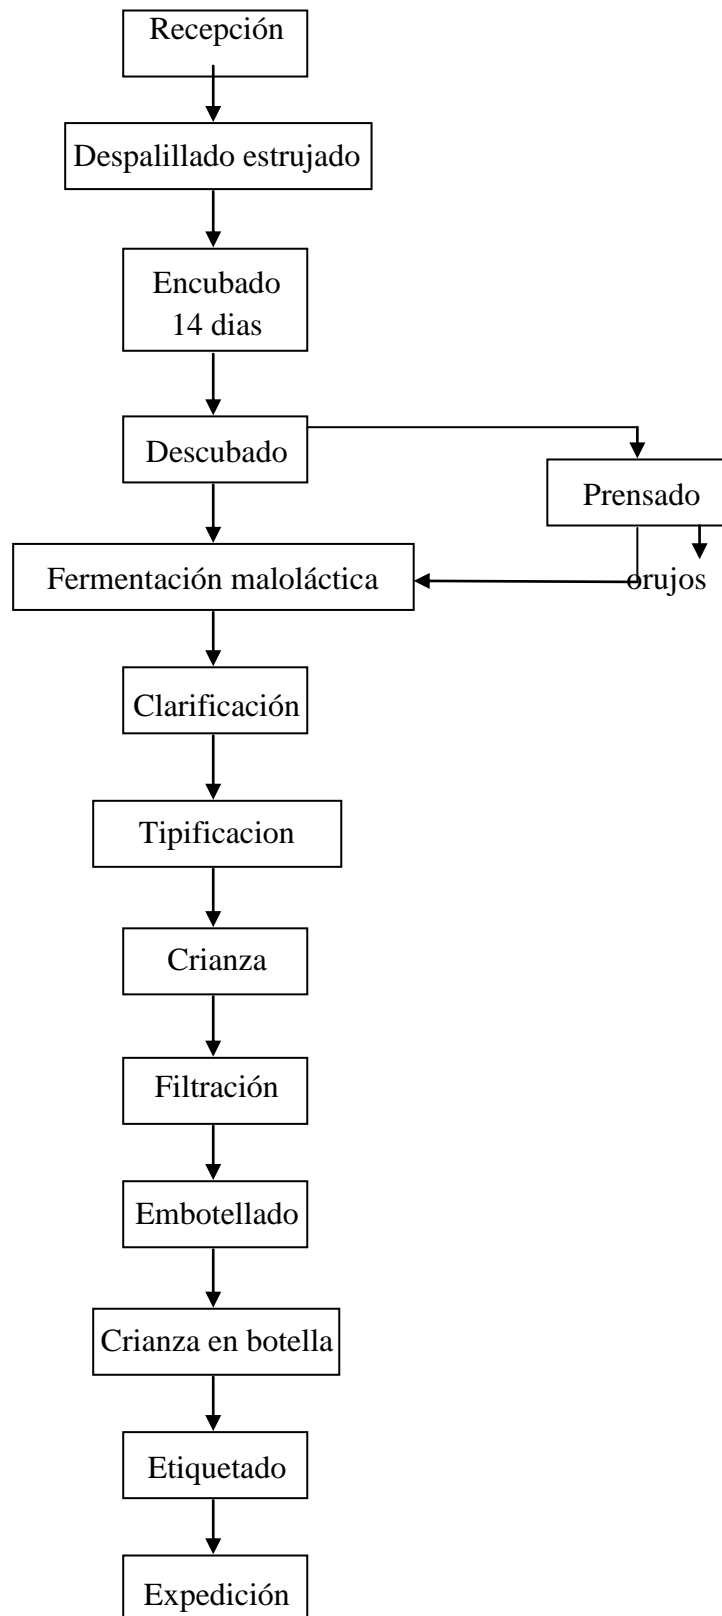 Recepción
Despalillado estrujado
Encubado
14 dias
Descubado
Prensado
Fermentación maloláctica
orujos
Clarificación
Tipificacion
Crianza
Filtración
Embotellado
Crianza en botella
Etiquetado
Expedición